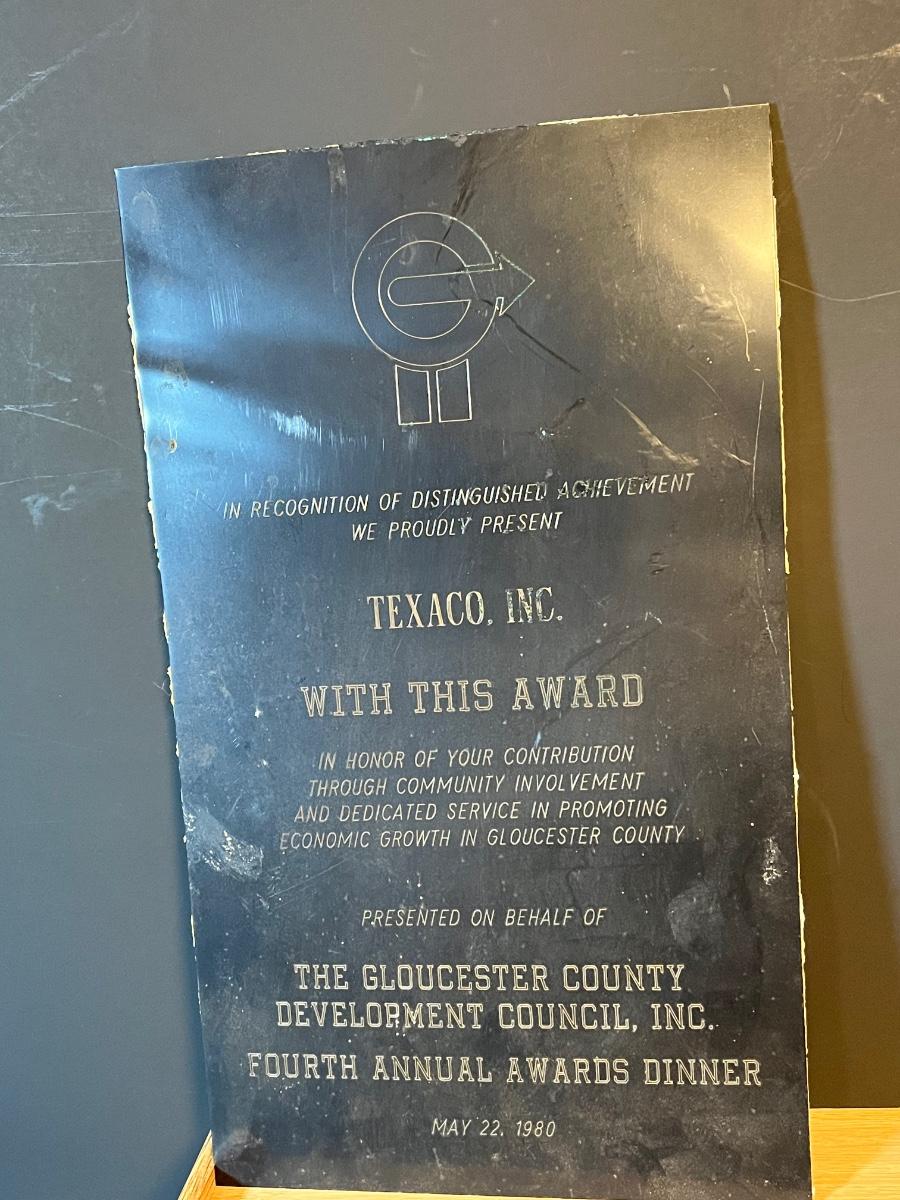 IN RECOGNITION OF DISTINGUISHED ACHIEVEMENT
WE PROUDLY PRESENT
TEXACO, INC.
WITH THIS AWARD
IN HONOR OF YOUR CONTRIBUTION
THROUGH COMMUNITY INVOLVEMENT
AND DEDICATED SERVICE IN PROMOTING
ECONOMIC GROWTH IN GLOUCESTER COUNTY
PRESENTED ON BEHALF OF
THE GLOUCESTER COUNTY
DEVELOPMENT COUNCIL, INC.
FOURTH ANNUAL AWARDS DINNER
MAY 22, 1980